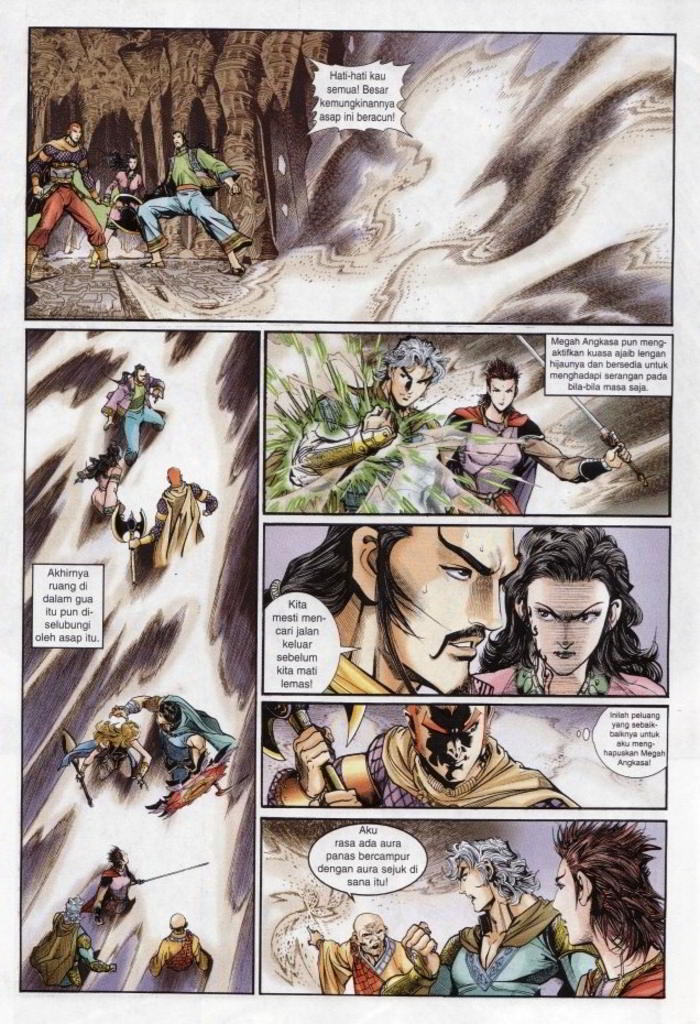 Hati-hati kau
semua! Besar
kemungkinannya
asap ini beracun!
Akhirnya
ruang di
dalam gua
itu pun di-
selubungi
oleh asap itu.
Megah Angkasa pun meng-
aktifkan kuasa ajaib lengan
hijaunya dan bersedia untuk
menghadapi serangan pada
bila-bila masa saja.
Kita
mesti men-
cari jalan
keluar
sebelum
kita mati
lemas!
Inilah peluang
yang sebaik-
baiknya untuk
aku meng-
hapuskan Megah
Angkasa!
Aku
rasa ada aura
panas bercampur
dengan aura sejuk di
sana itu!